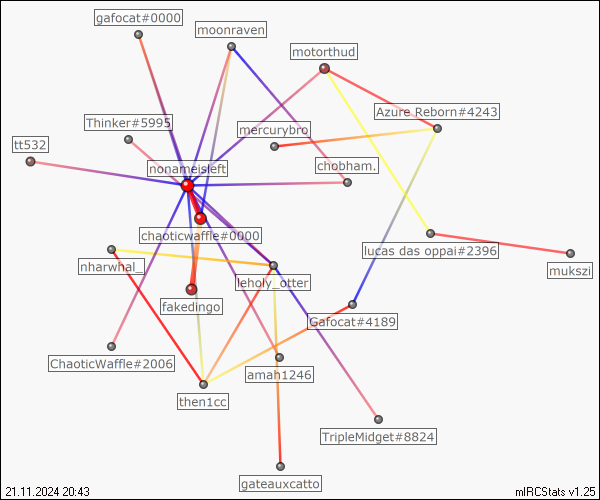 gafocat#0000
moonraven
motorthud
Azure Reborn#4243
Thinker#5995
mercurybro
tt532
chobham.
nonameisleft
chaoticwaffle#0000
lucas das oppai#2396
nharwhal_
mukszi
leholy_otter
fakedingo
Gafocat#4189
ChaoticWaffle#2006
amah1246
then1cc
TripleMidget#8824
gateauxcatto
21.11.2024 20:43
mIRCStats v1.25